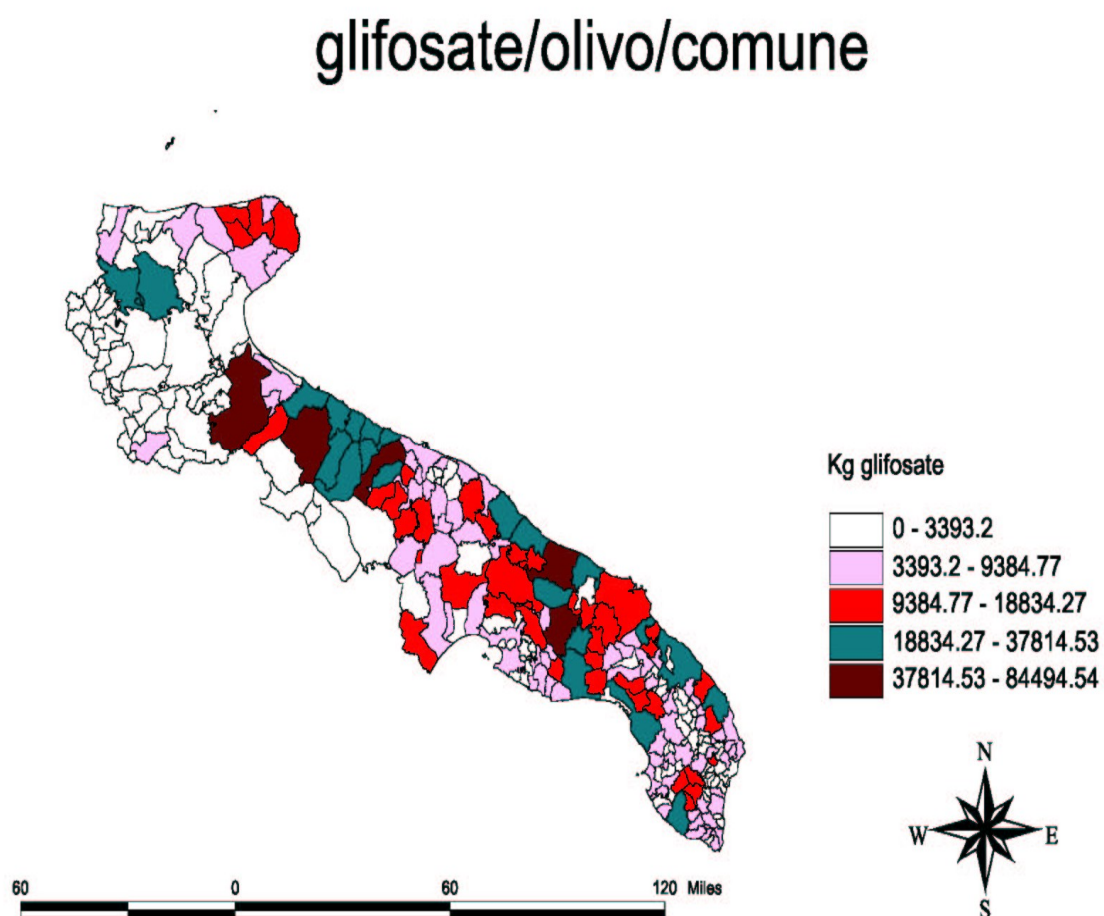 glifosate/olivo/comune
Kg glifosate
0 - 3393.2
3393.2 - 9384.77
9384.77 - 18834.27
18834.27 - 37814.53
37814.53 - 84494.54
N
W E
S
60 0 60 120 Miles